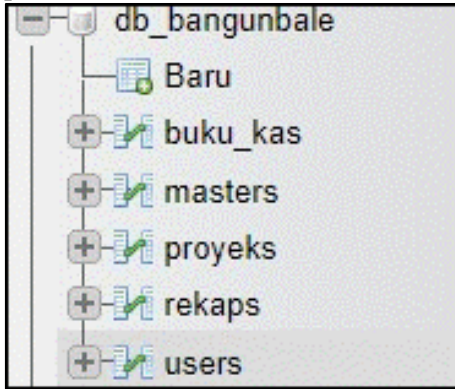 db_bangunbale
Baru
buku_kas
masters
proyeks
rekaps
users